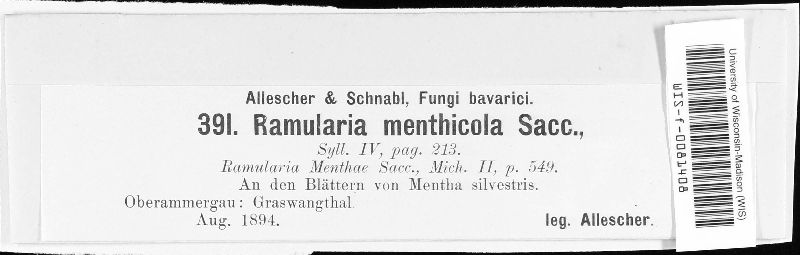 Allescher & Schnabl, Fungi bavarici.
391. Ramularia menthicola Sacc.,
Syll. IV, pag. 213.
Ramularia Menthae Sacc., Mich. II, p. 549.
An den Blättern von Mentha silvestris.
Oberammergau: Graswangthal.
Aug. 1894. leg. Allescher.
University of Wisconsin-Madison (WIS)
WIS-f-0081408